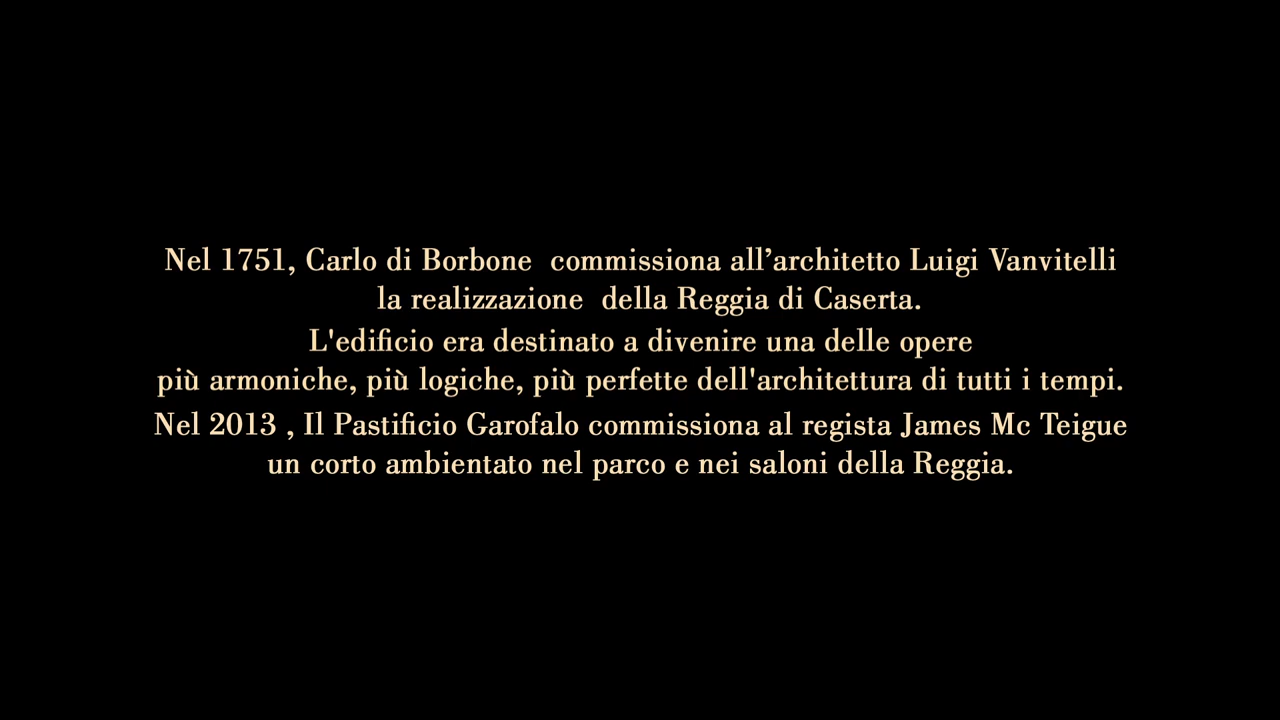 Nel 1751, Carlo di Borbone  commissiona all’architetto Luigi Vanvitelli
la realizzazione  della Reggia di Caserta.
L'edificio era destinato a divenire una delle opere
più armoniche, più logiche, più perfette dell'architettura di tutti i tempi.
Nel 2013 , Il Pastificio Garofalo commissiona al regista James Mc Teigue
un corto ambientato nel parco e nei saloni della Reggia.